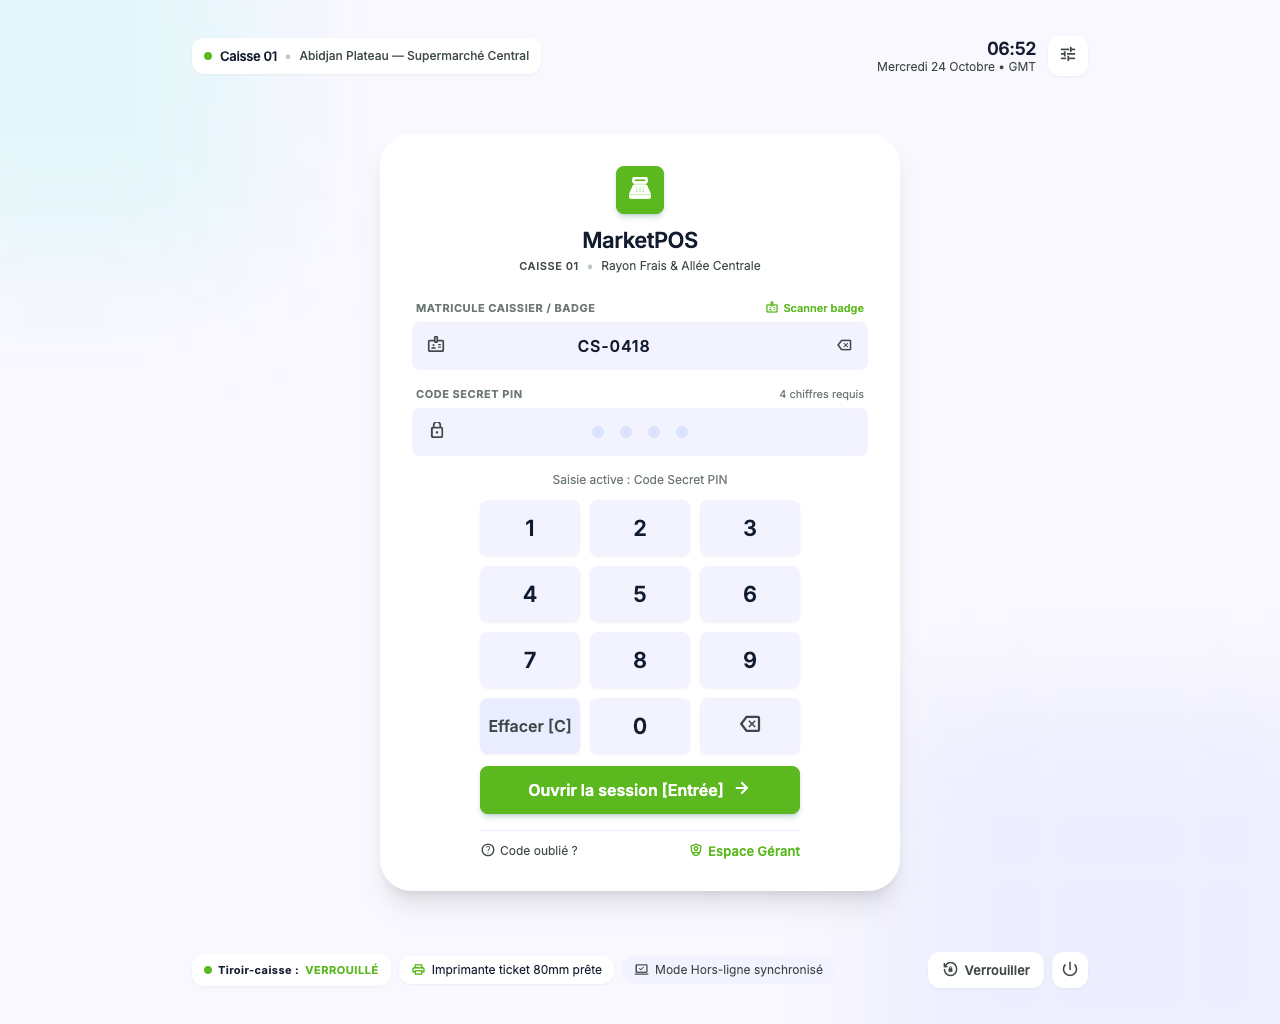 Caisse 01 • Abidjan Plateau — Supermarché Central
06:52
Mercredi 24 Octobre • GMT
MarketPOS
CAISSE 01 • Rayon Frais & Allée Centrale
MATRICULE CAISSIER / BADGE
Scanner badge
CS-0418
CODE SECRET PIN
4 chiffres requis
Saisie active : Code Secret PIN
1 2 3
4 5 6
7 8 9
Effacer [C] 0
Ouvrir la session [Entrée]
Code oublié ?
Espace Gérant
Tiroir-caisse : VERROUILLÉ
Imprimante ticket 80mm prête
Mode Hors-ligne synchronisé
Verrouiller